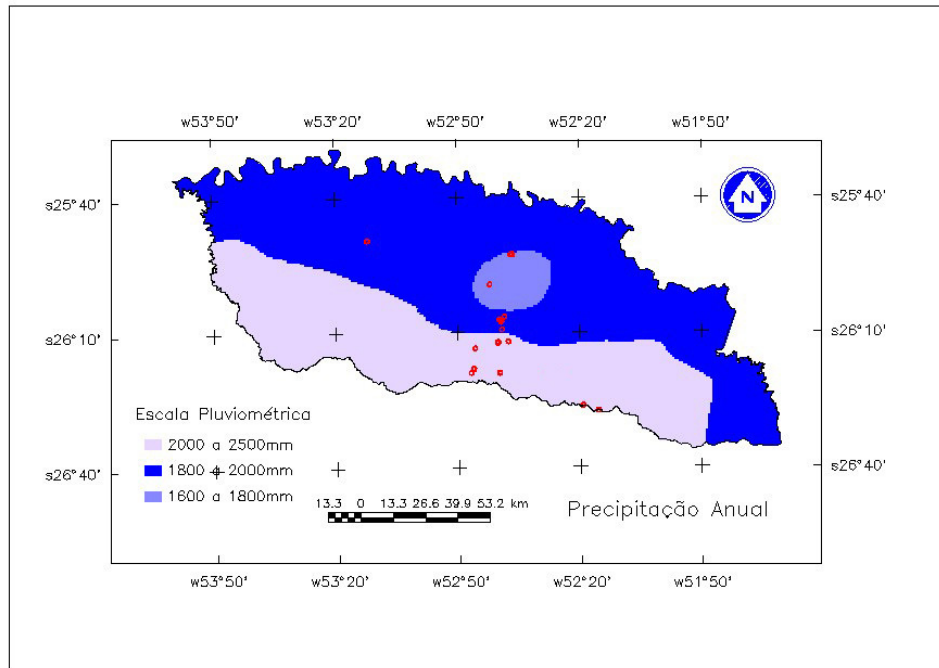 w53°50' w53°20' w52°50' w52°20' w51°50'
N
s25°40' s25°40'
s26°10' s26°10'
Escala Pluviométrica
2000 a 2500mm
1800 a 2000mm
s26°40' s26°40'
1600 a 1800mm
13.3 0 13.3 26.6 39.9 53.2 km
Precipitação Anual
w53°50' w53°20' w52°50' w52°20' w51°50'